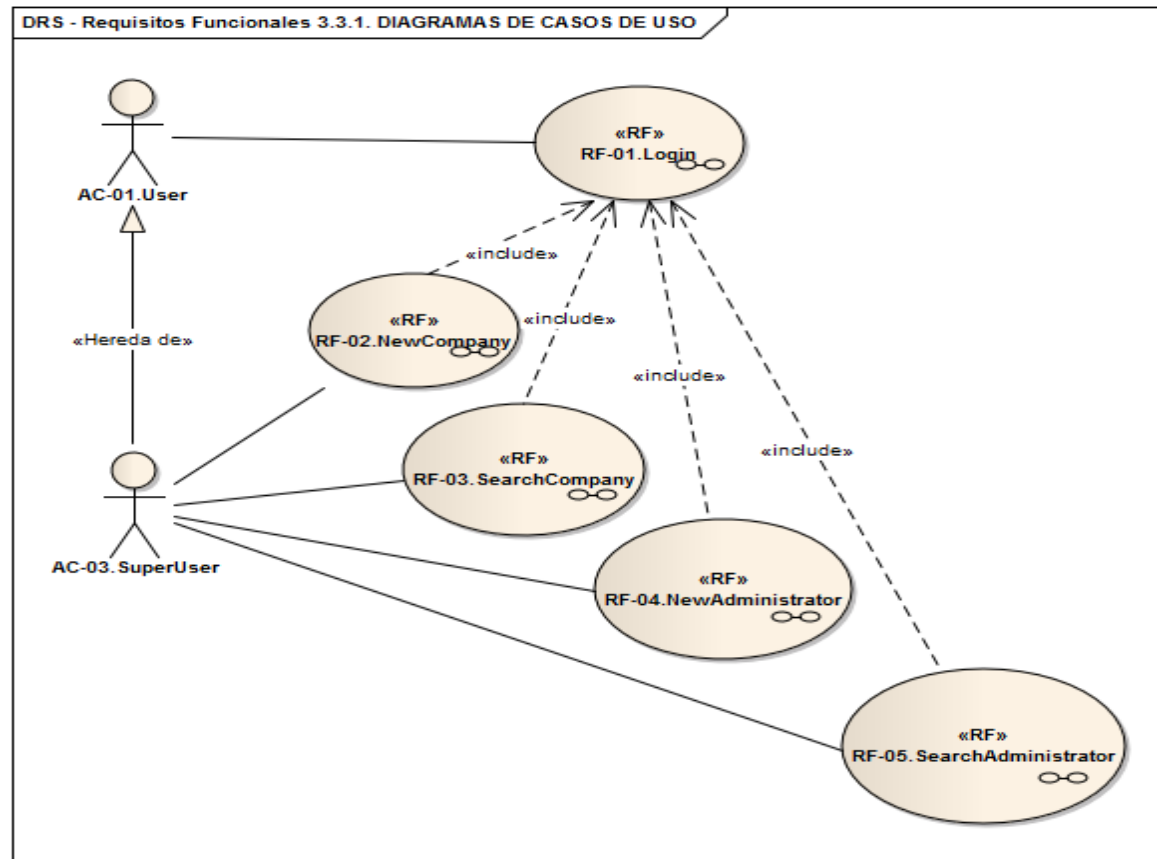 DRS - Requisitos Funcionales 3.3.1. DIAGRAMAS DE CASOS DE USO
«RF»
RF-01.Login
AC-01.User
«include»
«RF»
RF-02.NewCompany
«include»
«Hereda de»
«include»
«RF»
RF-03.SearchCompany
«include»
AC-03.SuperUser
«RF»
RF-04.NewAdministrator
«RF»
RF-05.SearchAdministrator